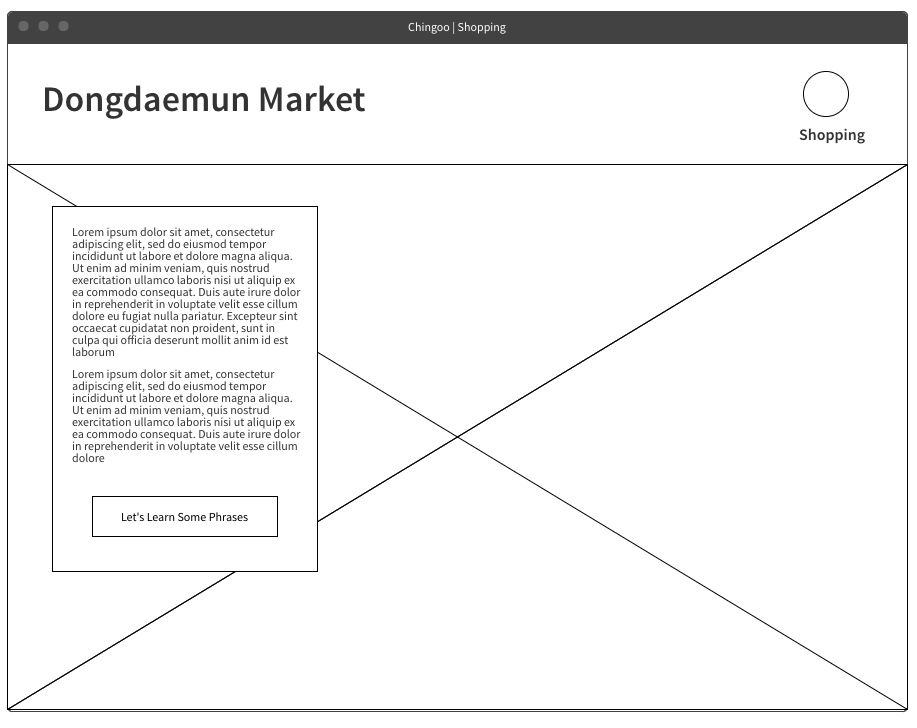 Chingoo | Shopping
Dongdaemun Market
Shopping
Lorem ipsum dolor sit amet, consectetur
adipiscing elit, sed do eiusmod tempor
incididunt ut labore et dolore magna aliqua.
Ut enim ad minim veniam, quis nostrud
exercitation ullamco laboris nisi ut aliquip ex
ea commodo consequat. Duis aute irure dolor
in reprehenderit in voluptate velit esse cillum
dolore eu fugiat nulla pariatur. Excepteur sint
occaecat cupidatat non proident, sunt in
culpa qui officia deserunt mollit anim id est
laborum
Lorem ipsum dolor sit amet, consectetur
adipiscing elit, sed do eiusmod tempor
incididunt ut labore et dolore magna aliqua.
Ut enim ad minim veniam, quis nostrud
exercitation ullamco laboris nisi ut aliquip ex
ea commodo consequat. Duis aute irure dolor
in reprehenderit in voluptate velit esse cillum
dolore
Let's Learn Some Phrases